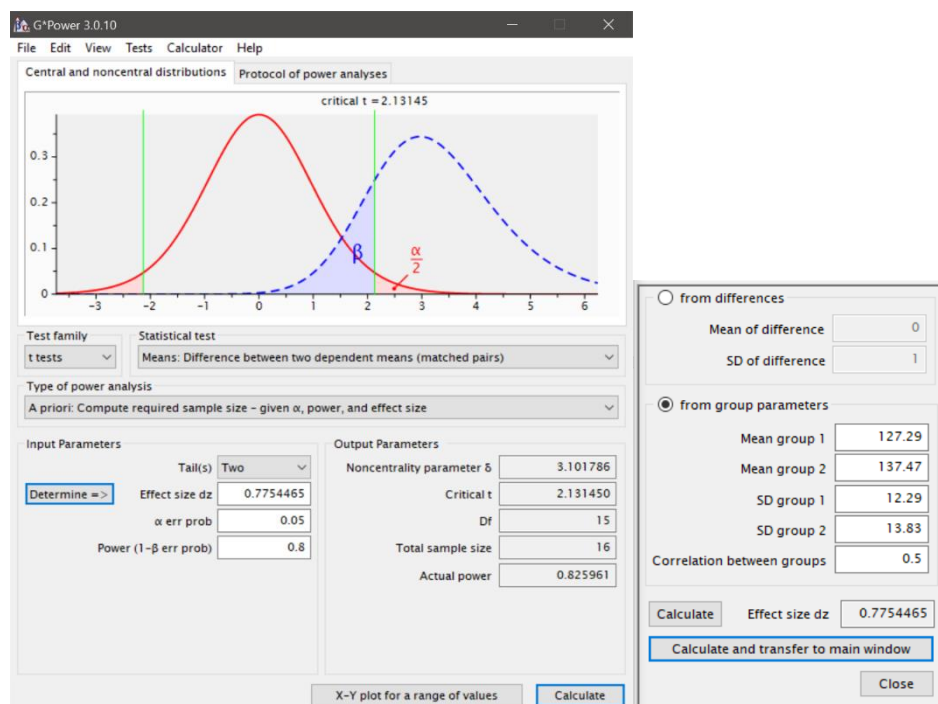 G*Power 3.0.10
File Edit View Tests Calculator Help
Central and noncentral distributions Protocol of power analyses
critical t = 2.13145
0.3
0.2
0.1
0
β
α
2
-3 -2 -1 0 1 2 3 4 5 6
Test family Statistical test
t tests Means: Difference between two dependent means (matched pairs)
Type of power analysis
A priori: Compute required sample size - given α, power, and effect size
Input Parameters
Tail(s) Two
Determine => Effect size dz 0.7754465
α err prob 0.05
Power (1-β err prob) 0.8
Output Parameters
Noncentrality parameter δ 3.101786
Critical t 2.131450
Df 15
Total sample size 16
Actual power 0.825961
X-Y plot for a range of values Calculate
from differences
Mean of difference 0
SD of difference 1
from group parameters
Mean group 1 127.29
Mean group 2 137.47
SD group 1 12.29
SD group 2 13.83
Correlation between groups 0.5
Calculate Effect size dz 0.7754465
Calculate and transfer to main window
Close